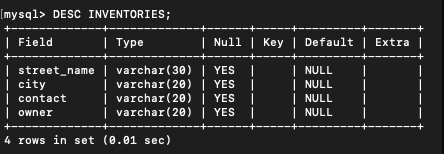 [mysql> DESC INVENTORIES;
+-------------+-------------+------+-----+---------+-------+
| Field       | Type        | Null | Key | Default | Extra |
+-------------+-------------+------+-----+---------+-------+
| street_name | varchar(30) | YES  |     | NULL    |       |
| city        | varchar(20) | YES  |     | NULL    |       |
| contact     | varchar(20) | YES  |     | NULL    |       |
| owner       | varchar(20) | YES  |     | NULL    |       |
+-------------+-------------+------+-----+---------+-------+
4 rows in set (0.01 sec)